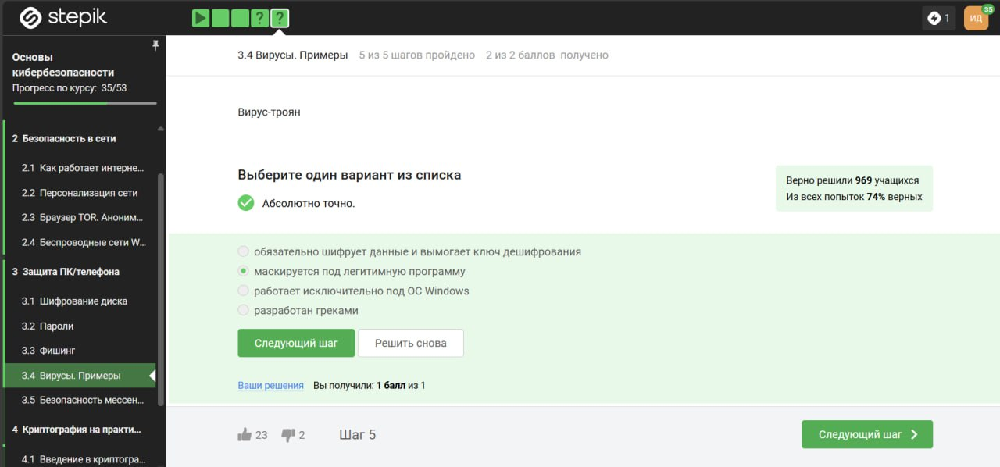 stepik
?
?
1
ИД
35
Основы
кибербезопасности
Прогресс по курсу: 35/53
2 Безопасность в сети
2.1 Как работает интерне...
2.2 Персонализация сети
2.3 Браузер TOR. Аноним...
2.4 Беспроводные сети W...
3 Защита ПК/телефона
3.1 Шифрование диска
3.2 Пароли
3.3 Фишинг
3.4 Вирусы. Примеры
3.5 Безопасность мессен...
4 Криптография на практи...
4.1 Введение в криптогра...
3.4 Вирусы. Примеры 5 из 5 шагов пройдено 2 из 2 баллов получено
Вирус-троян
Выберите один вариант из списка
Абсолютно точно.
Верно решили 969 учащихся
Из всех попыток 74% верных
обязательно шифрует данные и вымогает ключ дешифрования
маскируется под легитимную программу
работает исключительно под ОС Windows
разработан греками
Следующий шаг
Решить снова
Ваши решения Вы получили: 1 балл из 1
23
2
Шаг 5
Следующий шаг